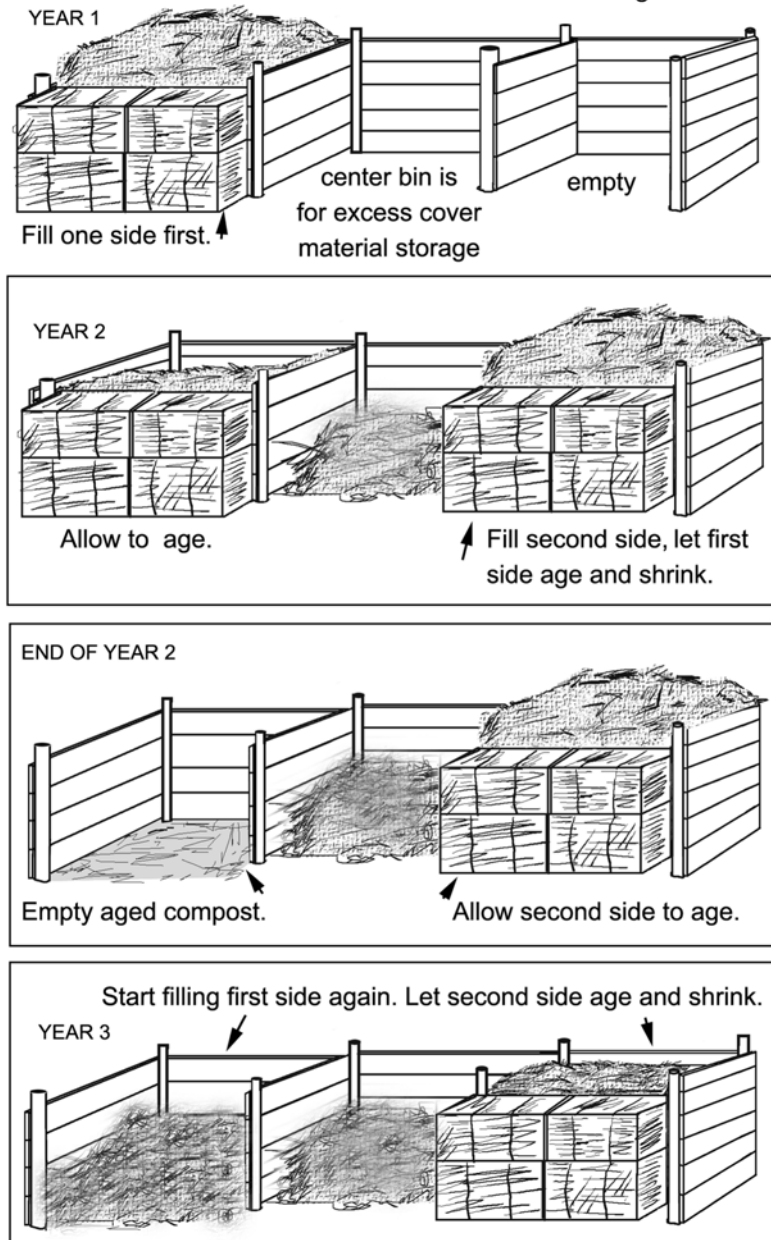 YEAR 1
center bin is
for excess cover
material storage
empty
Fill one side first.
YEAR 2
Allow to age.
Fill second side, let first
side age and shrink.
END OF YEAR 2
Empty aged compost.
Allow second side to age.
Start filling first side again. Let second side age and shrink.
YEAR 3